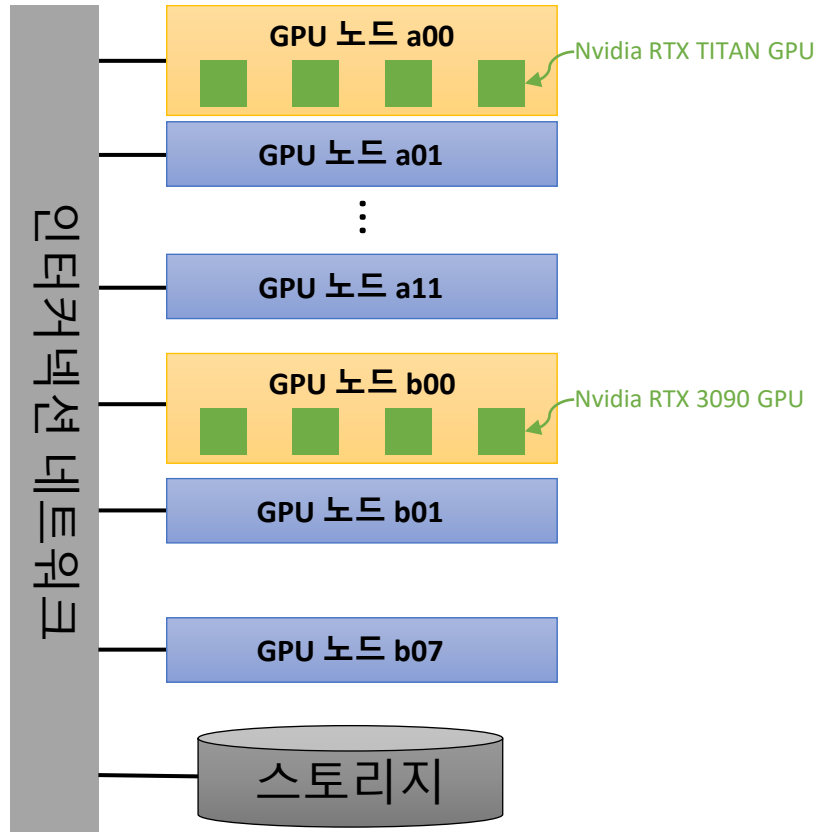 GPU 노드 a00
Nvidia RTX TITAN GPU
GPU 노드 a01
⋮
GPU 노드 a11
인터커넥션 네트워크
GPU 노드 b00
Nvidia RTX 3090 GPU
GPU 노드 b01
GPU 노드 b07
스토리지